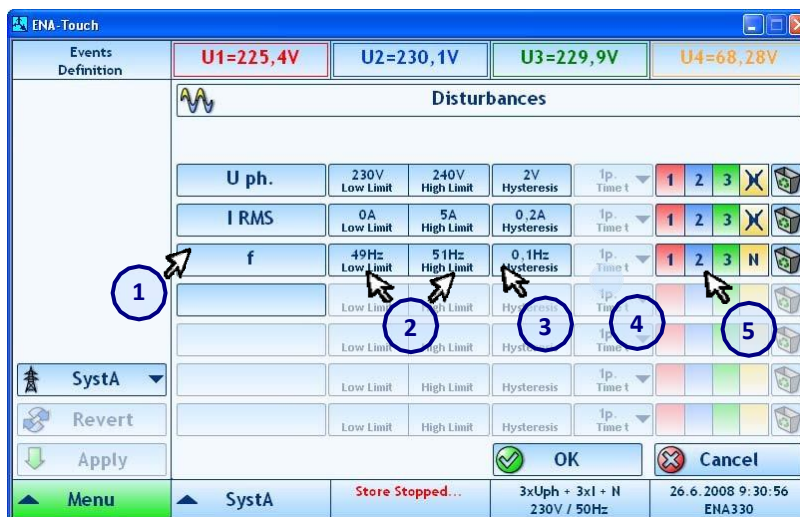 ENA-Touch
Events
Definition
U1=225,4V
U2=230,1V
U3=229,9V
U4=68,28V
Disturbances
U ph.
230V
Low Limit
240V
High Limit
2V
Hysteresis
1p.
Time t
1 2 3
I RMS
0A
Low Limit
5A
High Limit
0,2A
Hysteresis
1p.
Time t
1 2 3
f
49Hz
Low Limit
51Hz
High Limit
0,1Hz
Hysteresis
1p.
Time t
1 2 3 N
1
2
3
4
5
Low Limit
High Limit
Hysteresis
1p.
Time t
Low Limit
High Limit
Hysteresis
1p.
Time t
SystA
Low Limit
High Limit
Hysteresis
1p.
Time t
Revert
Low Limit
High Limit
Hysteresis
1p.
Time t
Apply
OK
Cancel
Menu
SystA
Store Stopped...
3xUph + 3xI + N
230V / 50Hz
26.6.2008 9:30:56
ENA330